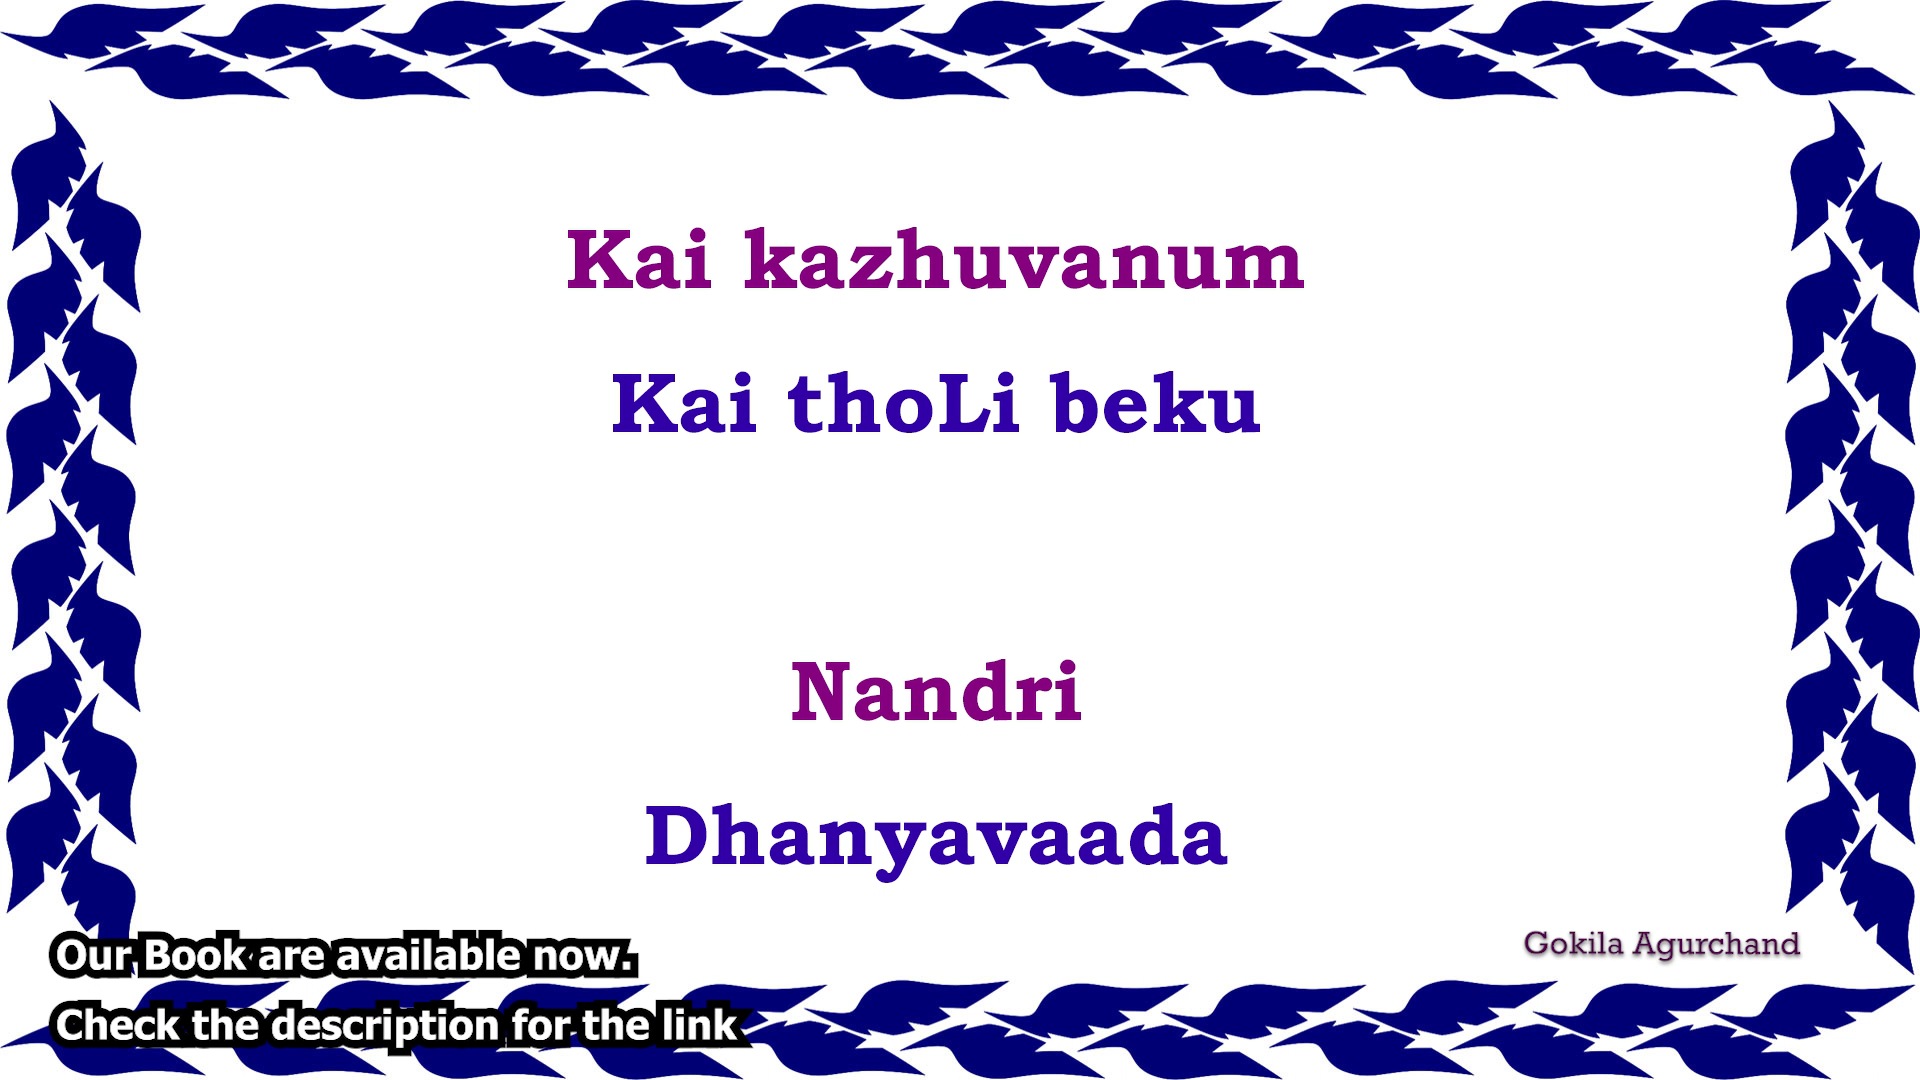 Kai kazhuvanum
Kai thoLi beku
Nandri
Dhanyavaada
Gokila Agurchand
Our Book are available now.
Check the description for the link